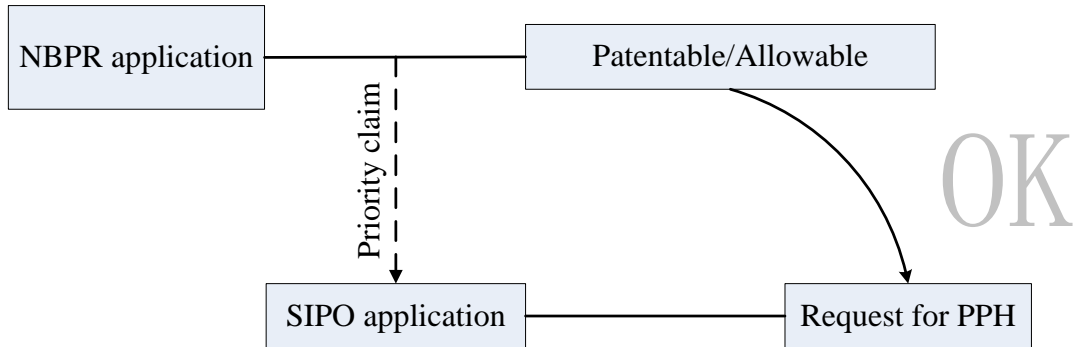 NBPR application
Patentable/Allowable
Priority claim
OK
SIPO application
Request for PPH